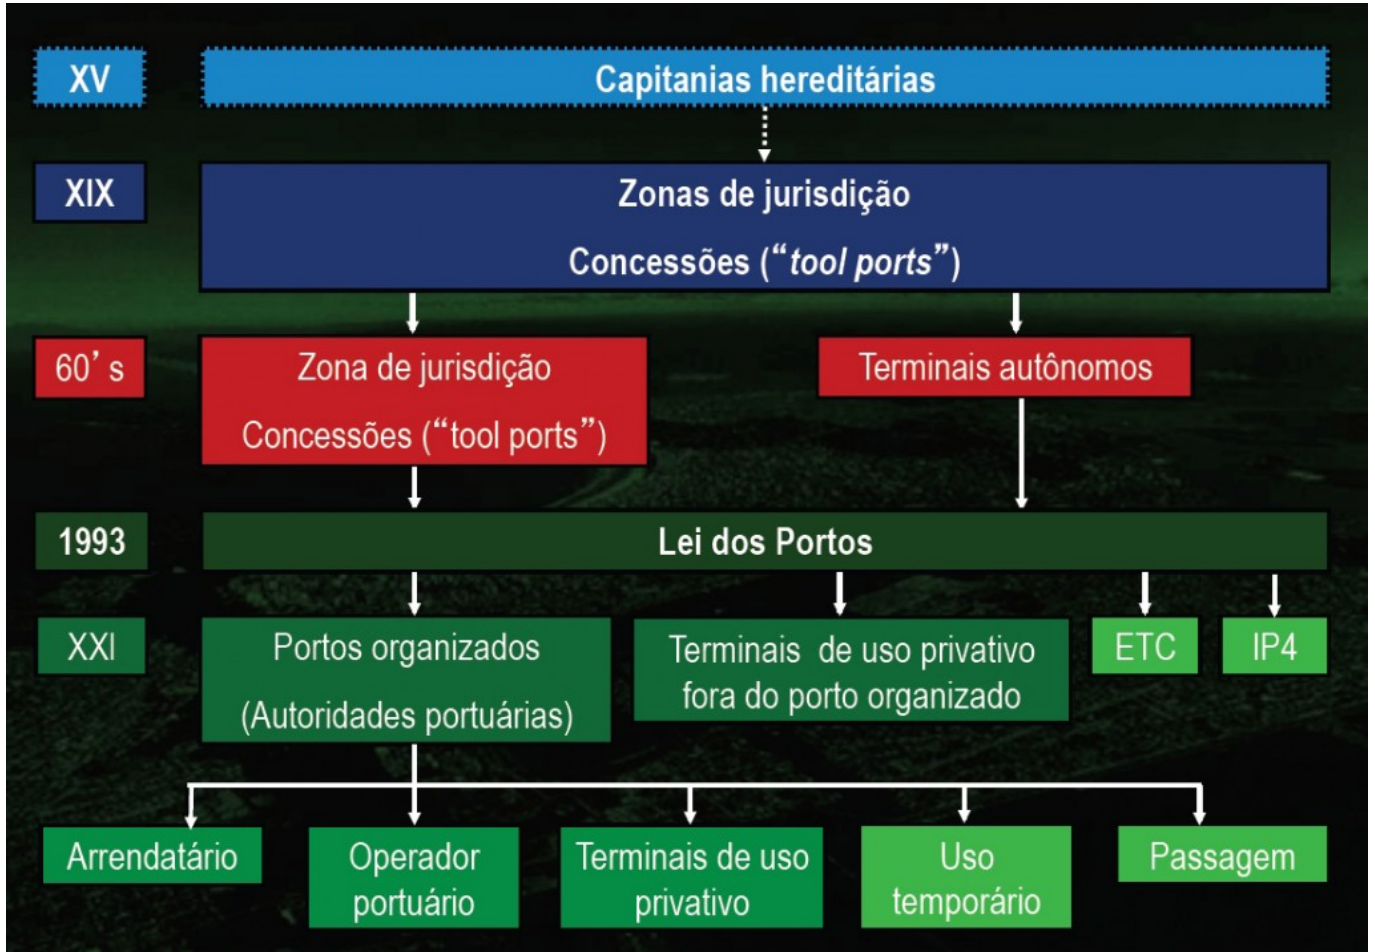 XV
Capitanias hereditárias
XIX
Zonas de jurisdição
Concessões (“tool ports”)
60’ s
Zona de jurisdição
Concessões (“tool ports”)
Terminais autônomos
1993
Lei dos Portos
XXI
Portos organizados
(Autoridades portuárias)
Terminais de uso privativo
fora do porto organizado
ETC
IP4
Arrendatário
Operador
portuário
Terminais de uso
privativo
Uso
temporário
Passagem